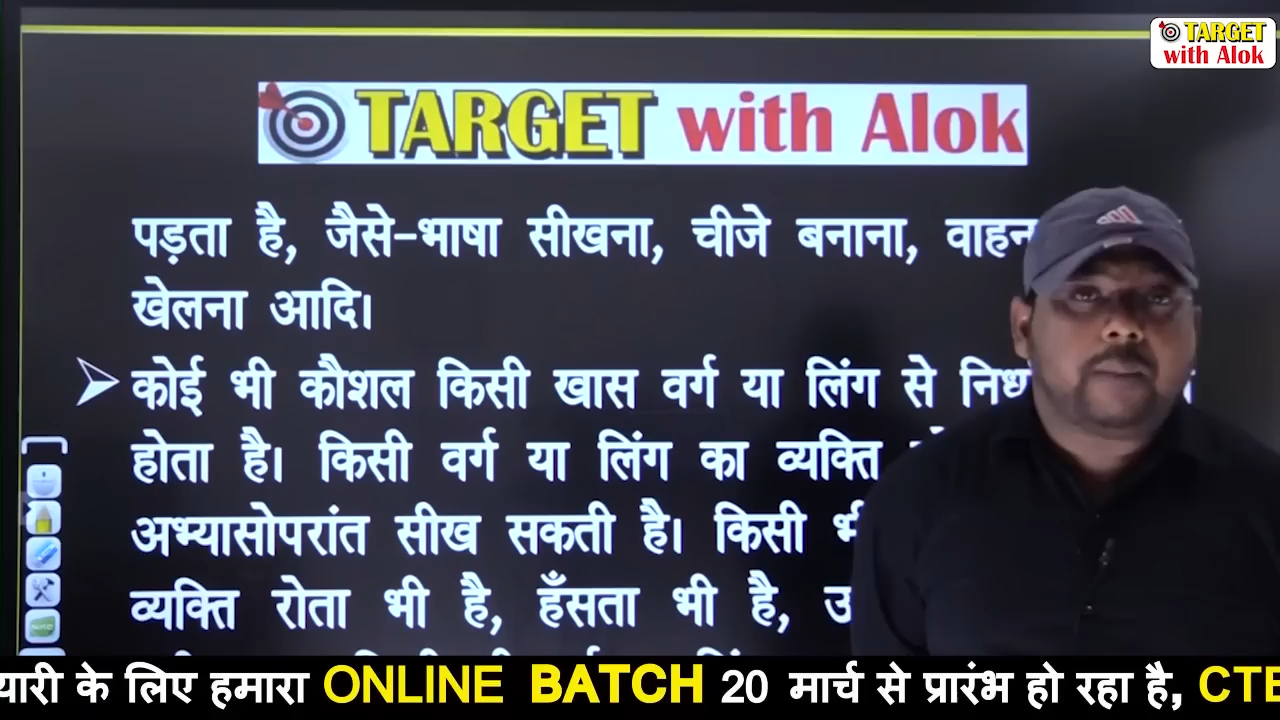 TARGET
with Alok
TARGET with Alok
पड़ता है, जैसे-भाषा सीखना, चीजे बनाना, वाहन
खेलना आदि।
कोई भी कौशल किसी खास वर्ग या लिंग से
होता है। किसी वर्ग या लिंग का व्यक्ति
अभ्यासोपरांत सीख सकती है। किसी भी
व्यक्ति रोता भी है, हँसता भी है,
यारी के लिए हमारा ONLINE BATCH 20 मार्च से प्रारंभ हो रहा है, CTE